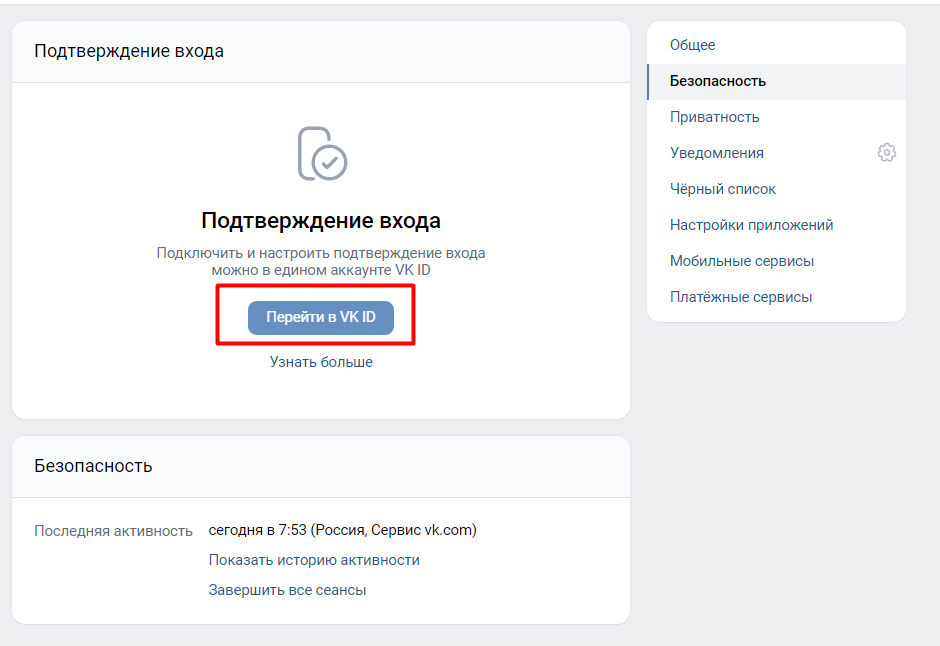 Подтверждение входа
Подтверждение входа
Подключить и настроить подтверждение входа
можно в едином аккаунте VK ID
Перейти в VK ID
Узнать больше
Безопасность
Последняя активность сегодня в 7:53 (Россия, Сервис vk.com)
Показать историю активности
Завершить все сеансы
Общее
Безопасность
Приватность
Уведомления
Чёрный список
Настройки приложений
Мобильные сервисы
Платёжные сервисы